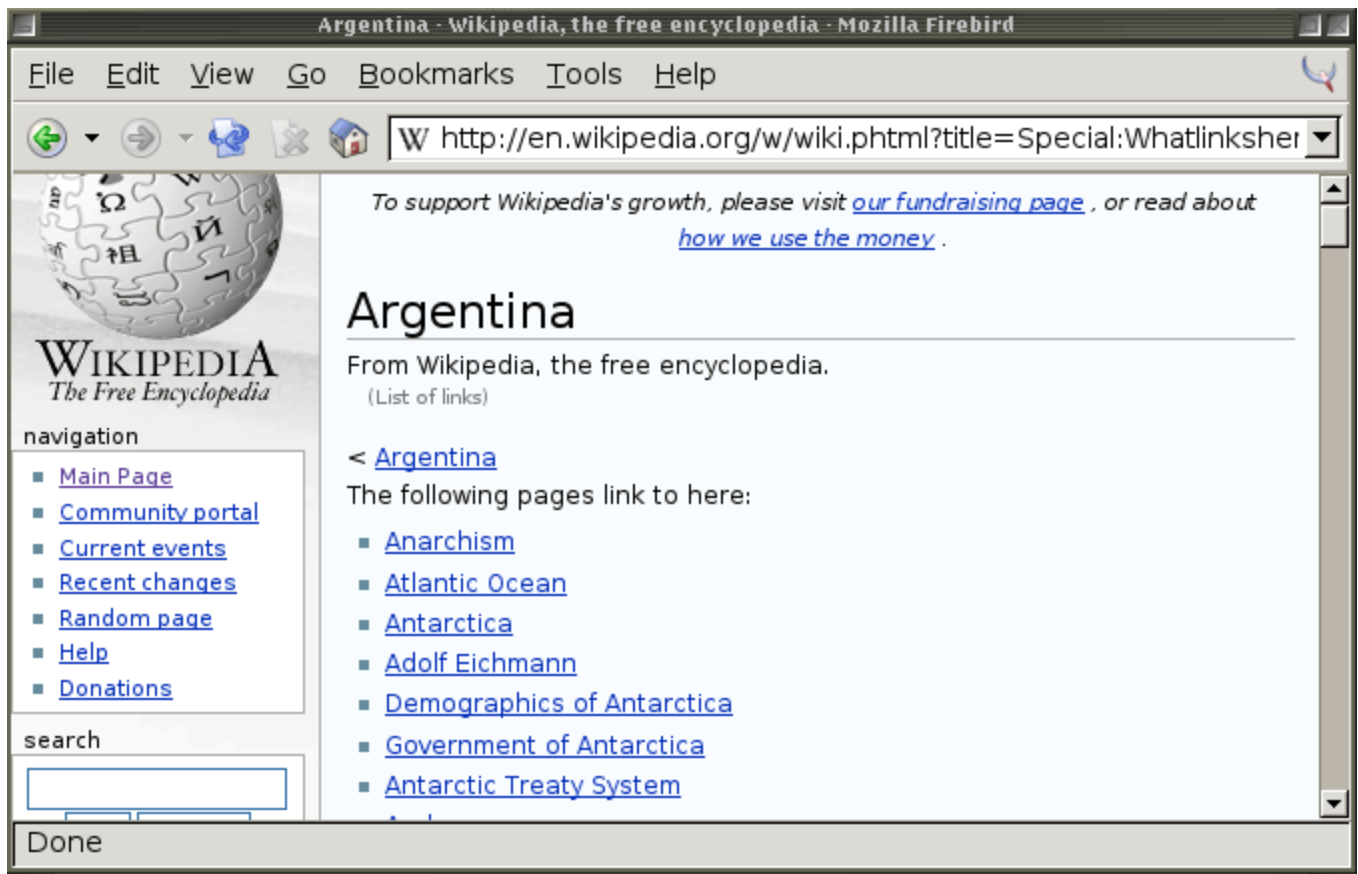 Argentina - Wikipedia, the free encyclopedia - Mozilla Firebird
File Edit View Go Bookmarks Tools Help
W http://en.wikipedia.org/w/wiki.phtml?title=Special:Whatlinksher
Ω W
И
祖
WIKIPEDIA
The Free Encyclopedia
navigation
Main Page
Community portal
Current events
Recent changes
Random page
Help
Donations
search
To support Wikipedia's growth, please visit our fundraising page , or read about
how we use the money .
Argentina
From Wikipedia, the free encyclopedia.
(List of links)
< Argentina
The following pages link to here:
Anarchism
Atlantic Ocean
Antarctica
Adolf Eichmann
Demographics of Antarctica
Government of Antarctica
Antarctic Treaty System
Done